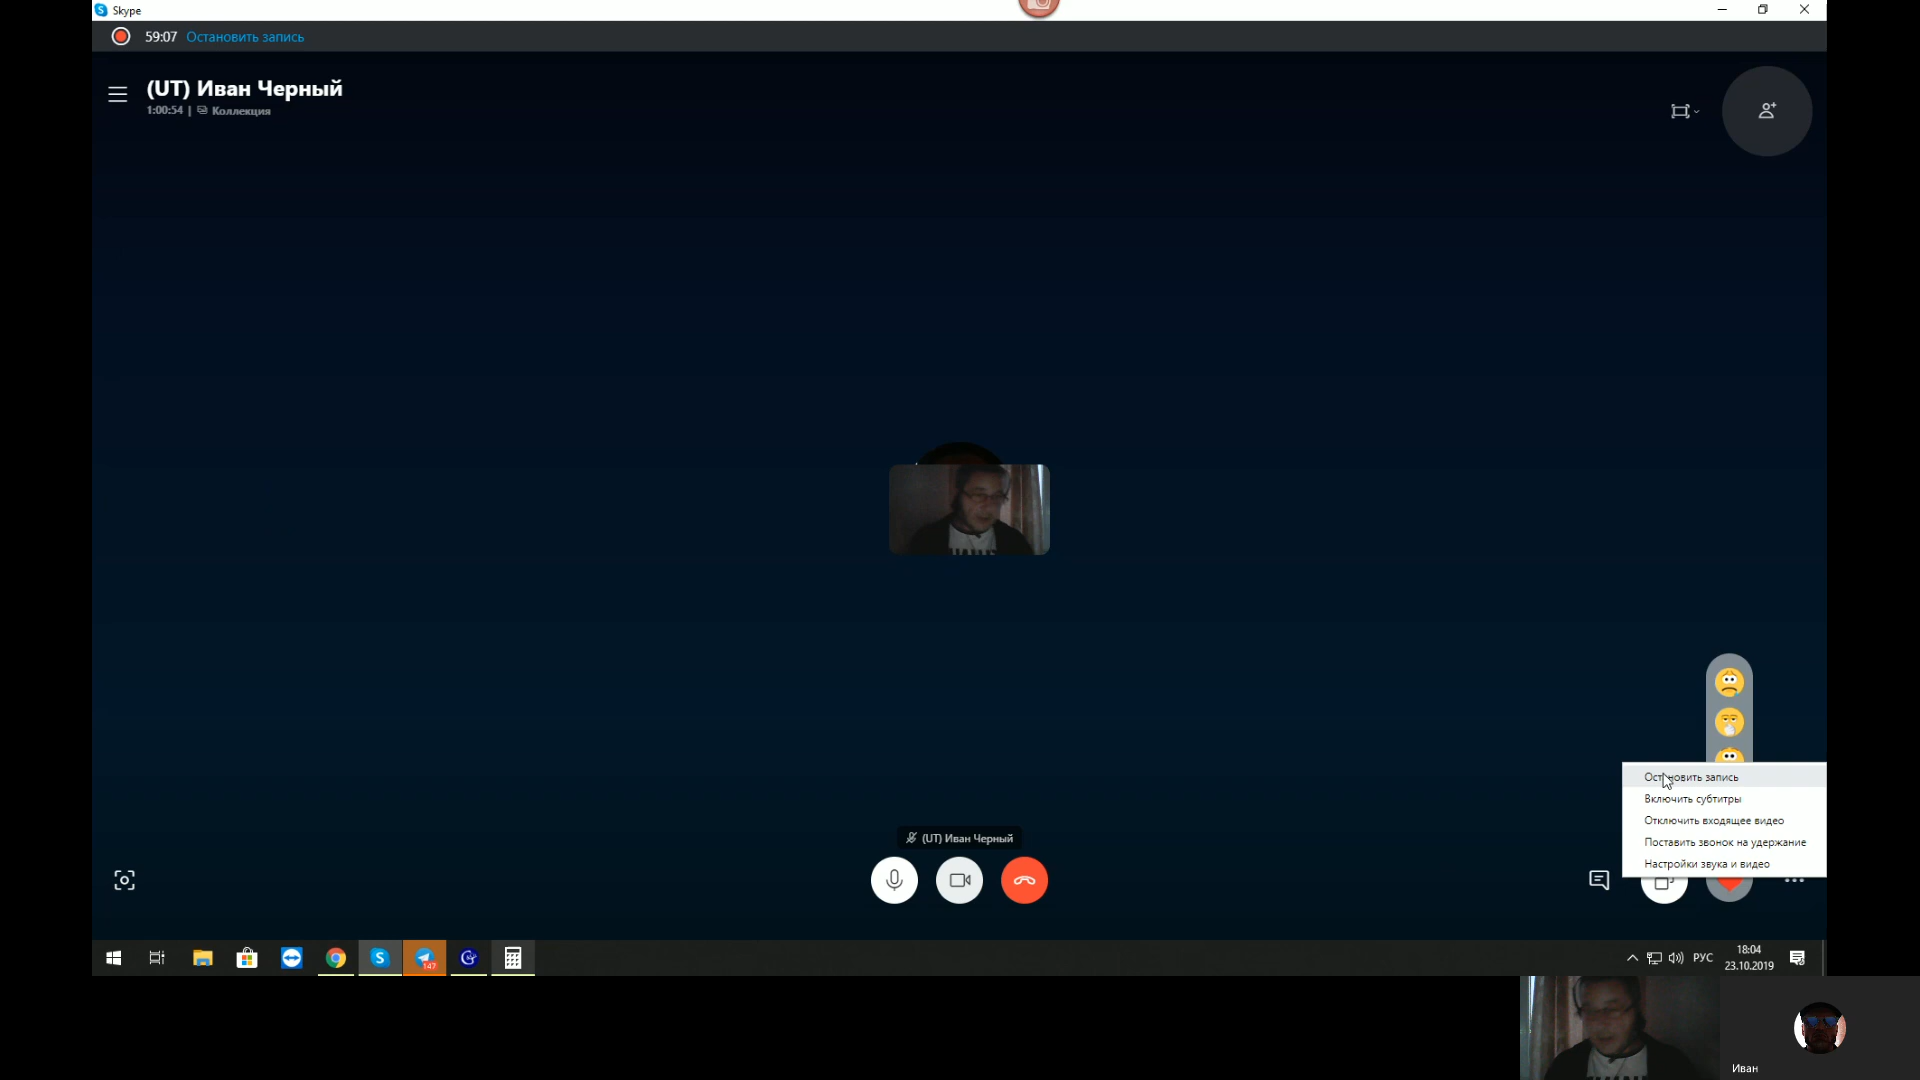 Skype
59:07 Остановить запись
(UT) Иван Черный
1:00:54 | Коллекция
Остановить запись
Включить субтитры
Отключить входящее видео
Поставить звонок на удержание
Настройки звука и видео
(UT) Иван Черный
147
РУС
18:04
23.10.2019
Иван